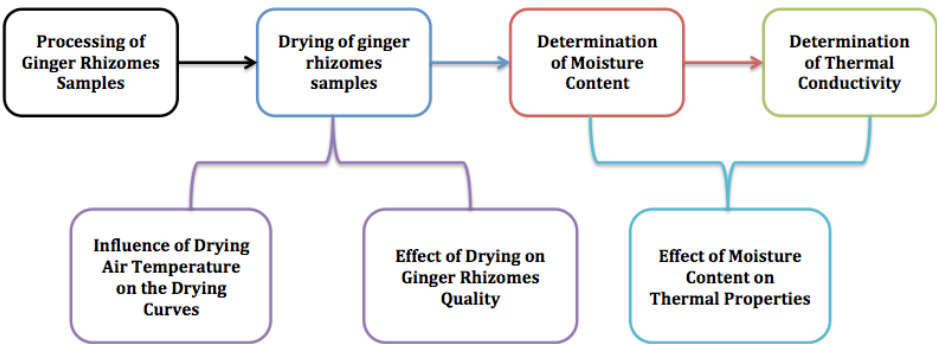 Processing of
Ginger Rhizomes
Samples
Drying of ginger
rhizomes
samples
Determination
of Moisture
Content
Determination
of Thermal
Conductivity
Influence of Drying
Air Temperature
on the Drying
Curves
Effect of Drying on
Ginger Rhizomes
Quality
Effect of Moisture
Content on
Thermal Properties